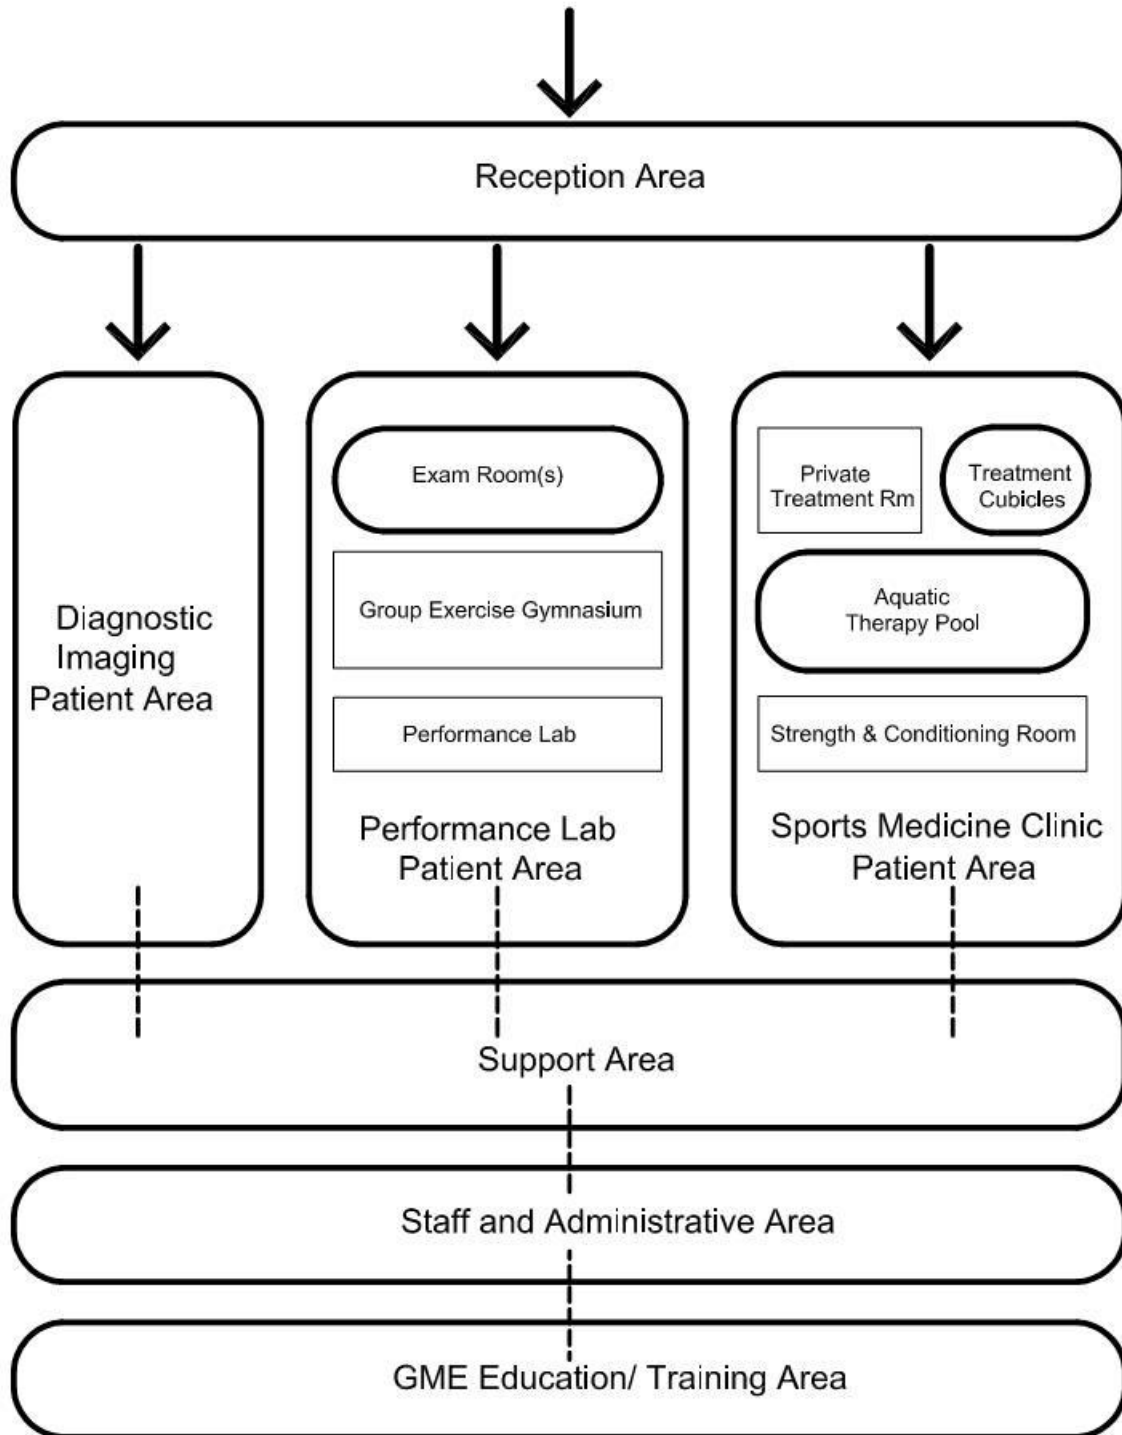 Reception Area
Diagnostic
Imaging
Patient Area
Exam Room(s)
Group Exercise Gymnasium
Performance Lab
Performance Lab
Patient Area
Private
Treatment Rm
Treatment
Cubicles
Aquatic
Therapy Pool
Strength & Conditioning Room
Sports Medicine Clinic
Patient Area
Support Area
Staff and Administrative Area
GME Education/ Training Area